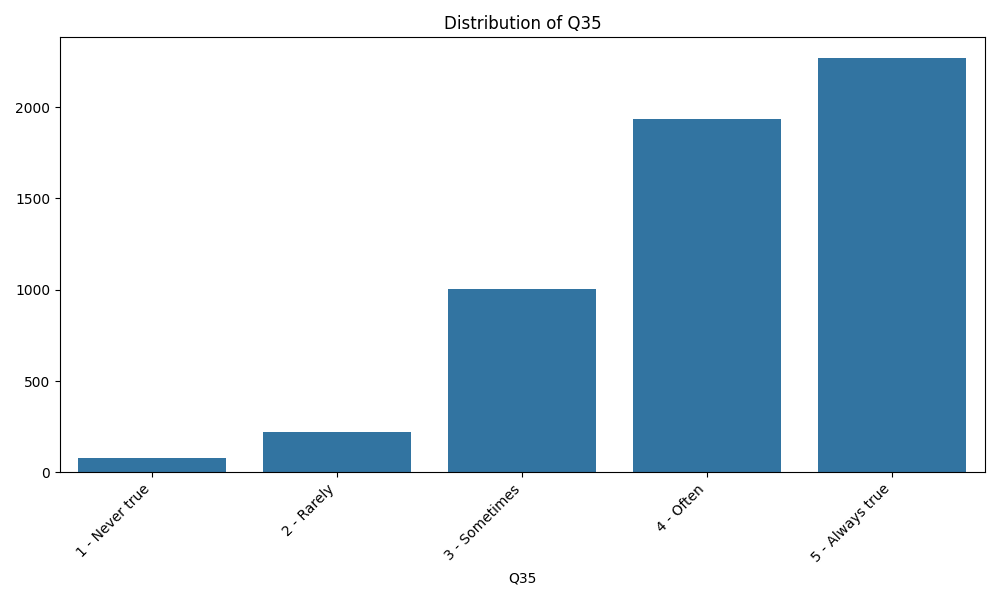 Distribution of Q35
2000
1500
1000
500
0
1 - Never true
2 - Rarely
3 - Sometimes
4 - Often
5 - Always true
Q35